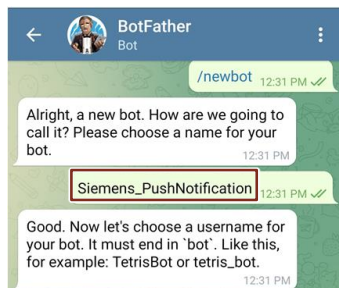 BotFather
Bot
/newbot 12:31 PM
Alright, a new bot. How are we going to
call it? Please choose a name for your
bot.
12:31 PM
Siemens_PushNotification 12:31 PM
Good. Now let's choose a username for
your bot. It must end in `bot`. Like this,
for example: TetrisBot or tetris_bot.
12:31 PM